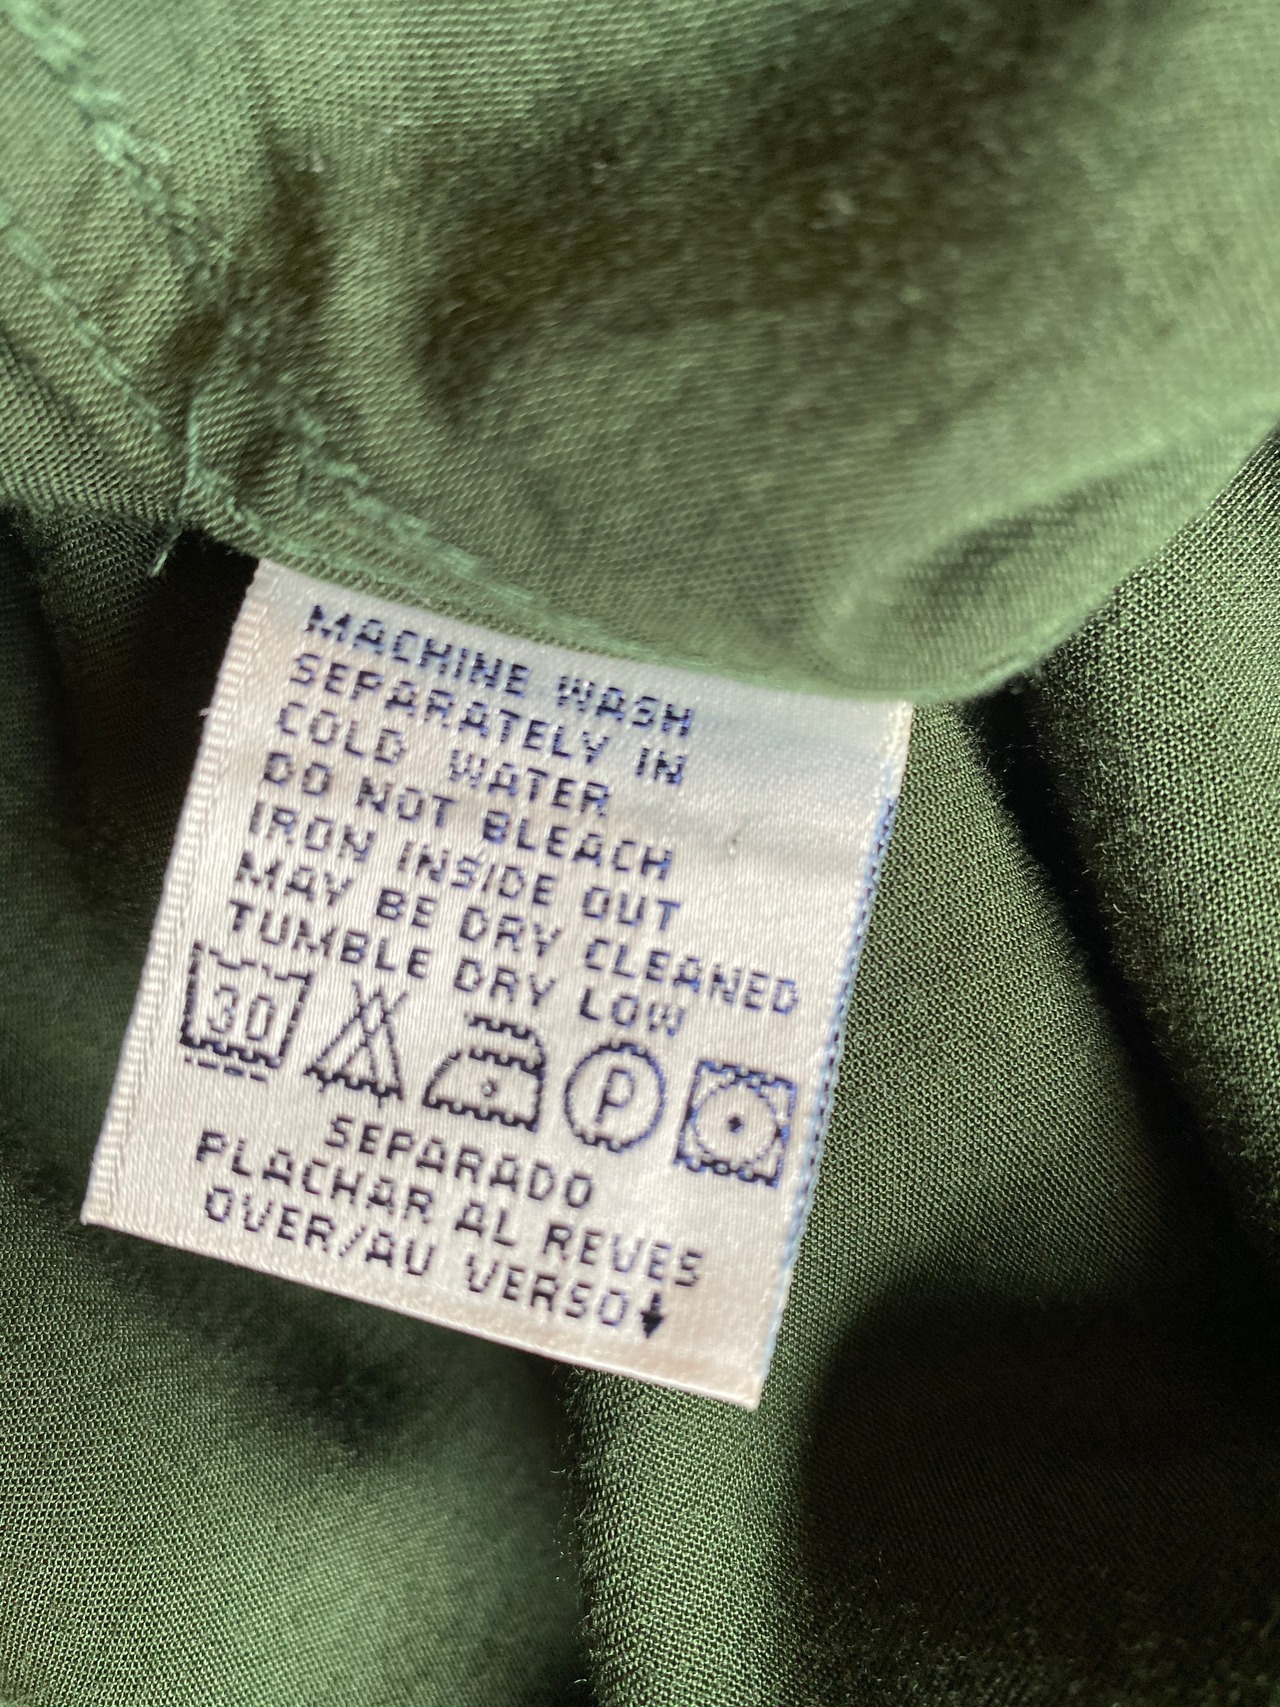 MACHINE WASH
SEPARATELY IN
COLD WATER
DO NOT BLEACH
IRON INSIDE OUT
MAY BE DRY CLEANED
TUMBLE DRY LOW
30 P
SEPARADO
PLACHAR AL REVES
OVER/AU VERSO